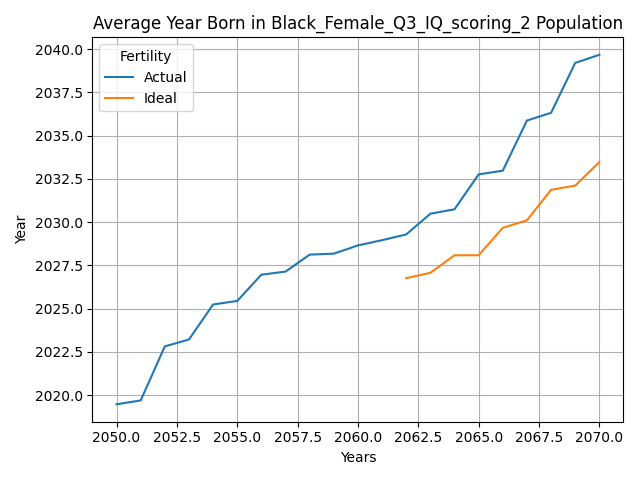 Average Year Born in Black_Female_Q3_IQ_scoring_2 Population
2040.0
2037.5
2035.0
2032.5
2030.0
2027.5
2025.0
2022.5
2020.0
Year
Fertility
Actual
Ideal
2050.0 2052.5 2055.0 2057.5 2060.0 2062.5 2065.0 2067.5 2070.0
Years